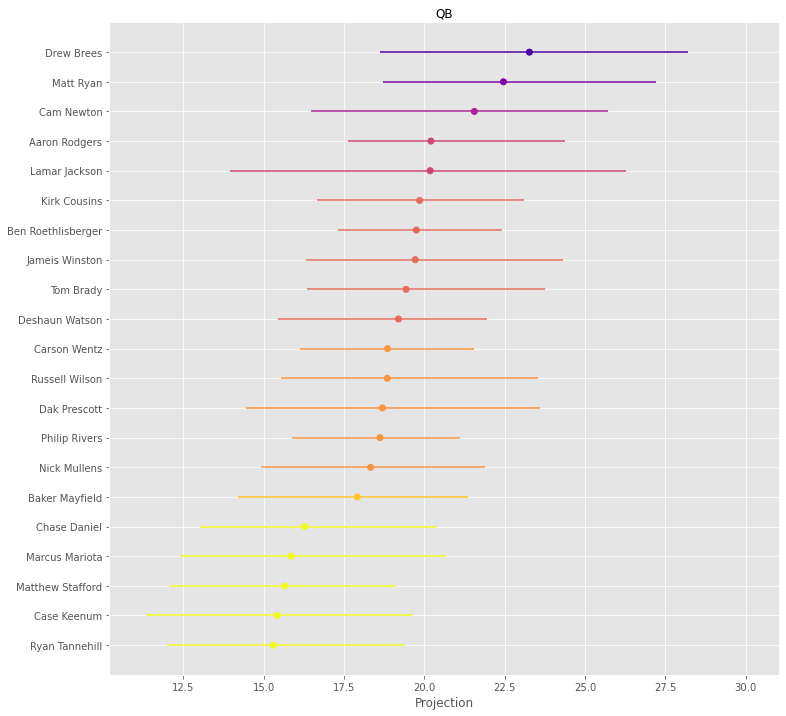 QB
Drew Brees
Matt Ryan
Cam Newton
Aaron Rodgers
Lamar Jackson
Kirk Cousins
Ben Roethlisberger
Jameis Winston
Tom Brady
Deshaun Watson
Carson Wentz
Russell Wilson
Dak Prescott
Philip Rivers
Nick Mullens
Baker Mayfield
Chase Daniel
Marcus Mariota
Matthew Stafford
Case Keenum
Ryan Tannehill
12.5 15.0 17.5 20.0 22.5 25.0 27.5 30.0
Projection